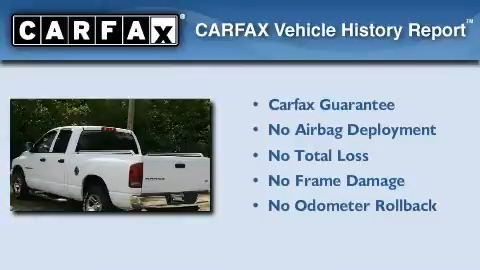 CARFAX® CARFAX Vehicle History Report™
• Carfax Guarantee
• No Airbag Deployment
• No Total Loss
• No Frame Damage
• No Odometer Rollback